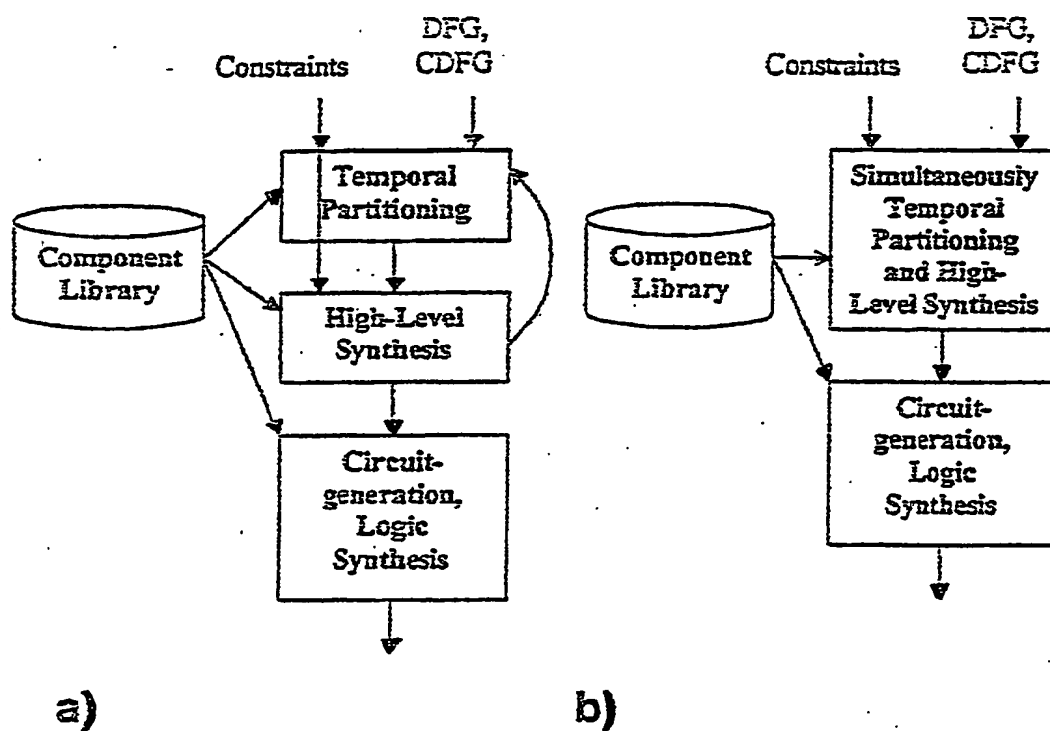 DFG,
CDFG
Constraints
Temporal
Partitioning
Component
Library
High-Level
Synthesis
Circuit-
generation,
Logic
Synthesis
a)
DFG,
CDFG
Constraints
Simultaneously
Temporal
Partitioning
and High-
Level Synthesis
Component
Library
Circuit-
generation,
Logic
Synthesis
b)